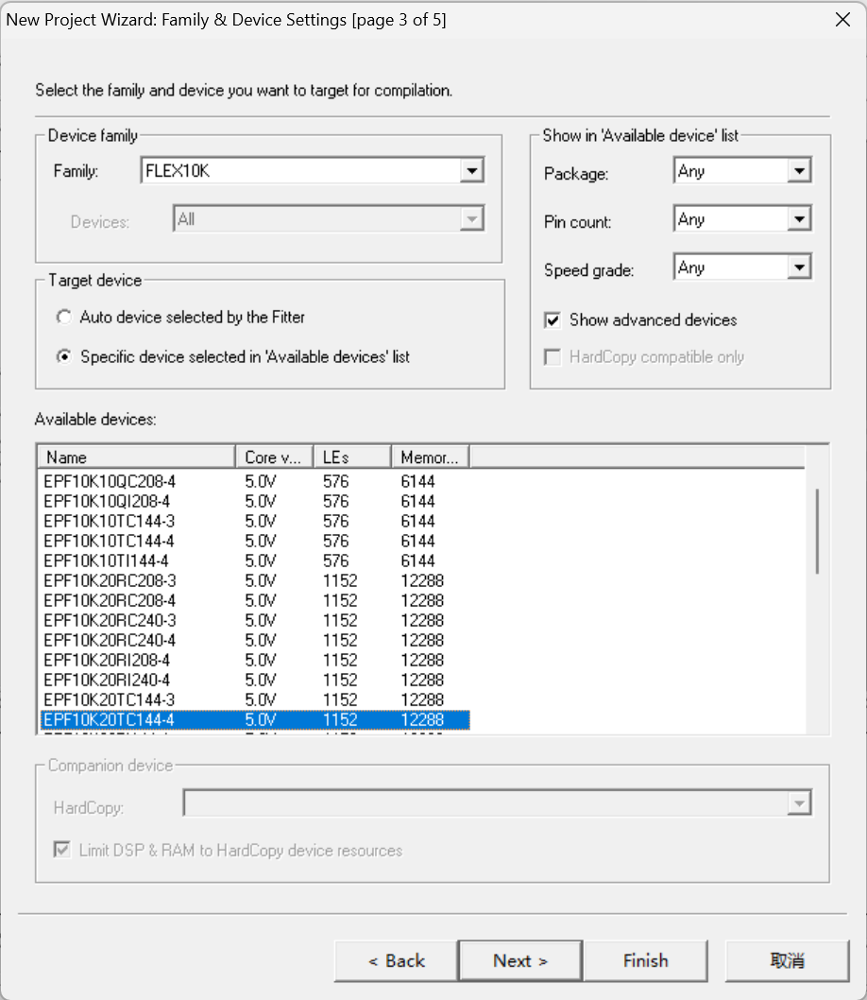 New Project Wizard: Family & Device Settings [page 3 of 5]
Select the family and device you want to target for compilation.
Device family
Family: FLEX10K
Devices: All
Show in 'Available device' list
Package: Any
Pin count: Any
Speed grade: Any
Show advanced devices
HardCopy compatible only
Target device
Auto device selected by the Fitter
Specific device selected in 'Available devices' list
Available devices:
Name Core v... LEs Memor...
EPF10K10QC208-4 5.0V 576 6144
EPF10K10QI208-4 5.0V 576 6144
EPF10K10TC144-3 5.0V 576 6144
EPF10K10TC144-4 5.0V 576 6144
EPF10K10TI144-4 5.0V 576 6144
EPF10K20RC208-3 5.0V 1152 12288
EPF10K20RC208-4 5.0V 1152 12288
EPF10K20RC240-3 5.0V 1152 12288
EPF10K20RC240-4 5.0V 1152 12288
EPF10K20RI208-4 5.0V 1152 12288
EPF10K20RI240-4 5.0V 1152 12288
EPF10K20TC144-3 5.0V 1152 12288
EPF10K20TC144-4 5.0V 1152 12288
Companion device
HardCopy:
Limit DSP & RAM to HardCopy device resources
< Back Next > Finish 取消